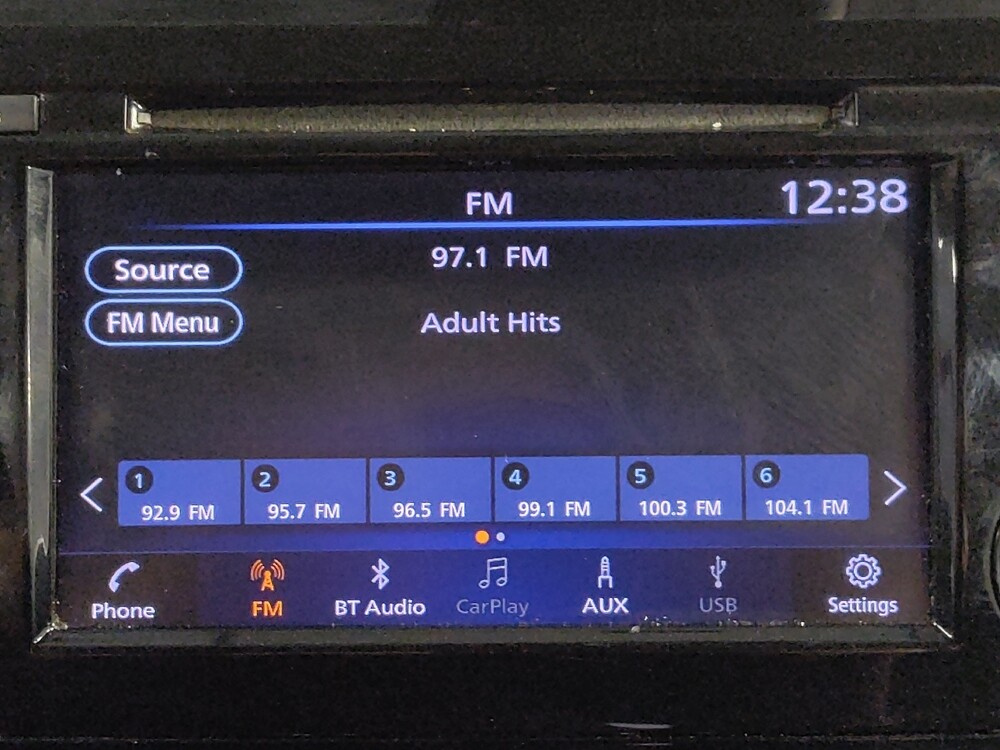 FM
12:38
97.1 FM
Source
Adult Hits
FM Menu
1 2 3 4 5 6
92.9 FM 95.7 FM 96.5 FM 99.1 FM 100.3 FM 104.1 FM
Phone FM BT Audio CarPlay AUX USB Settings